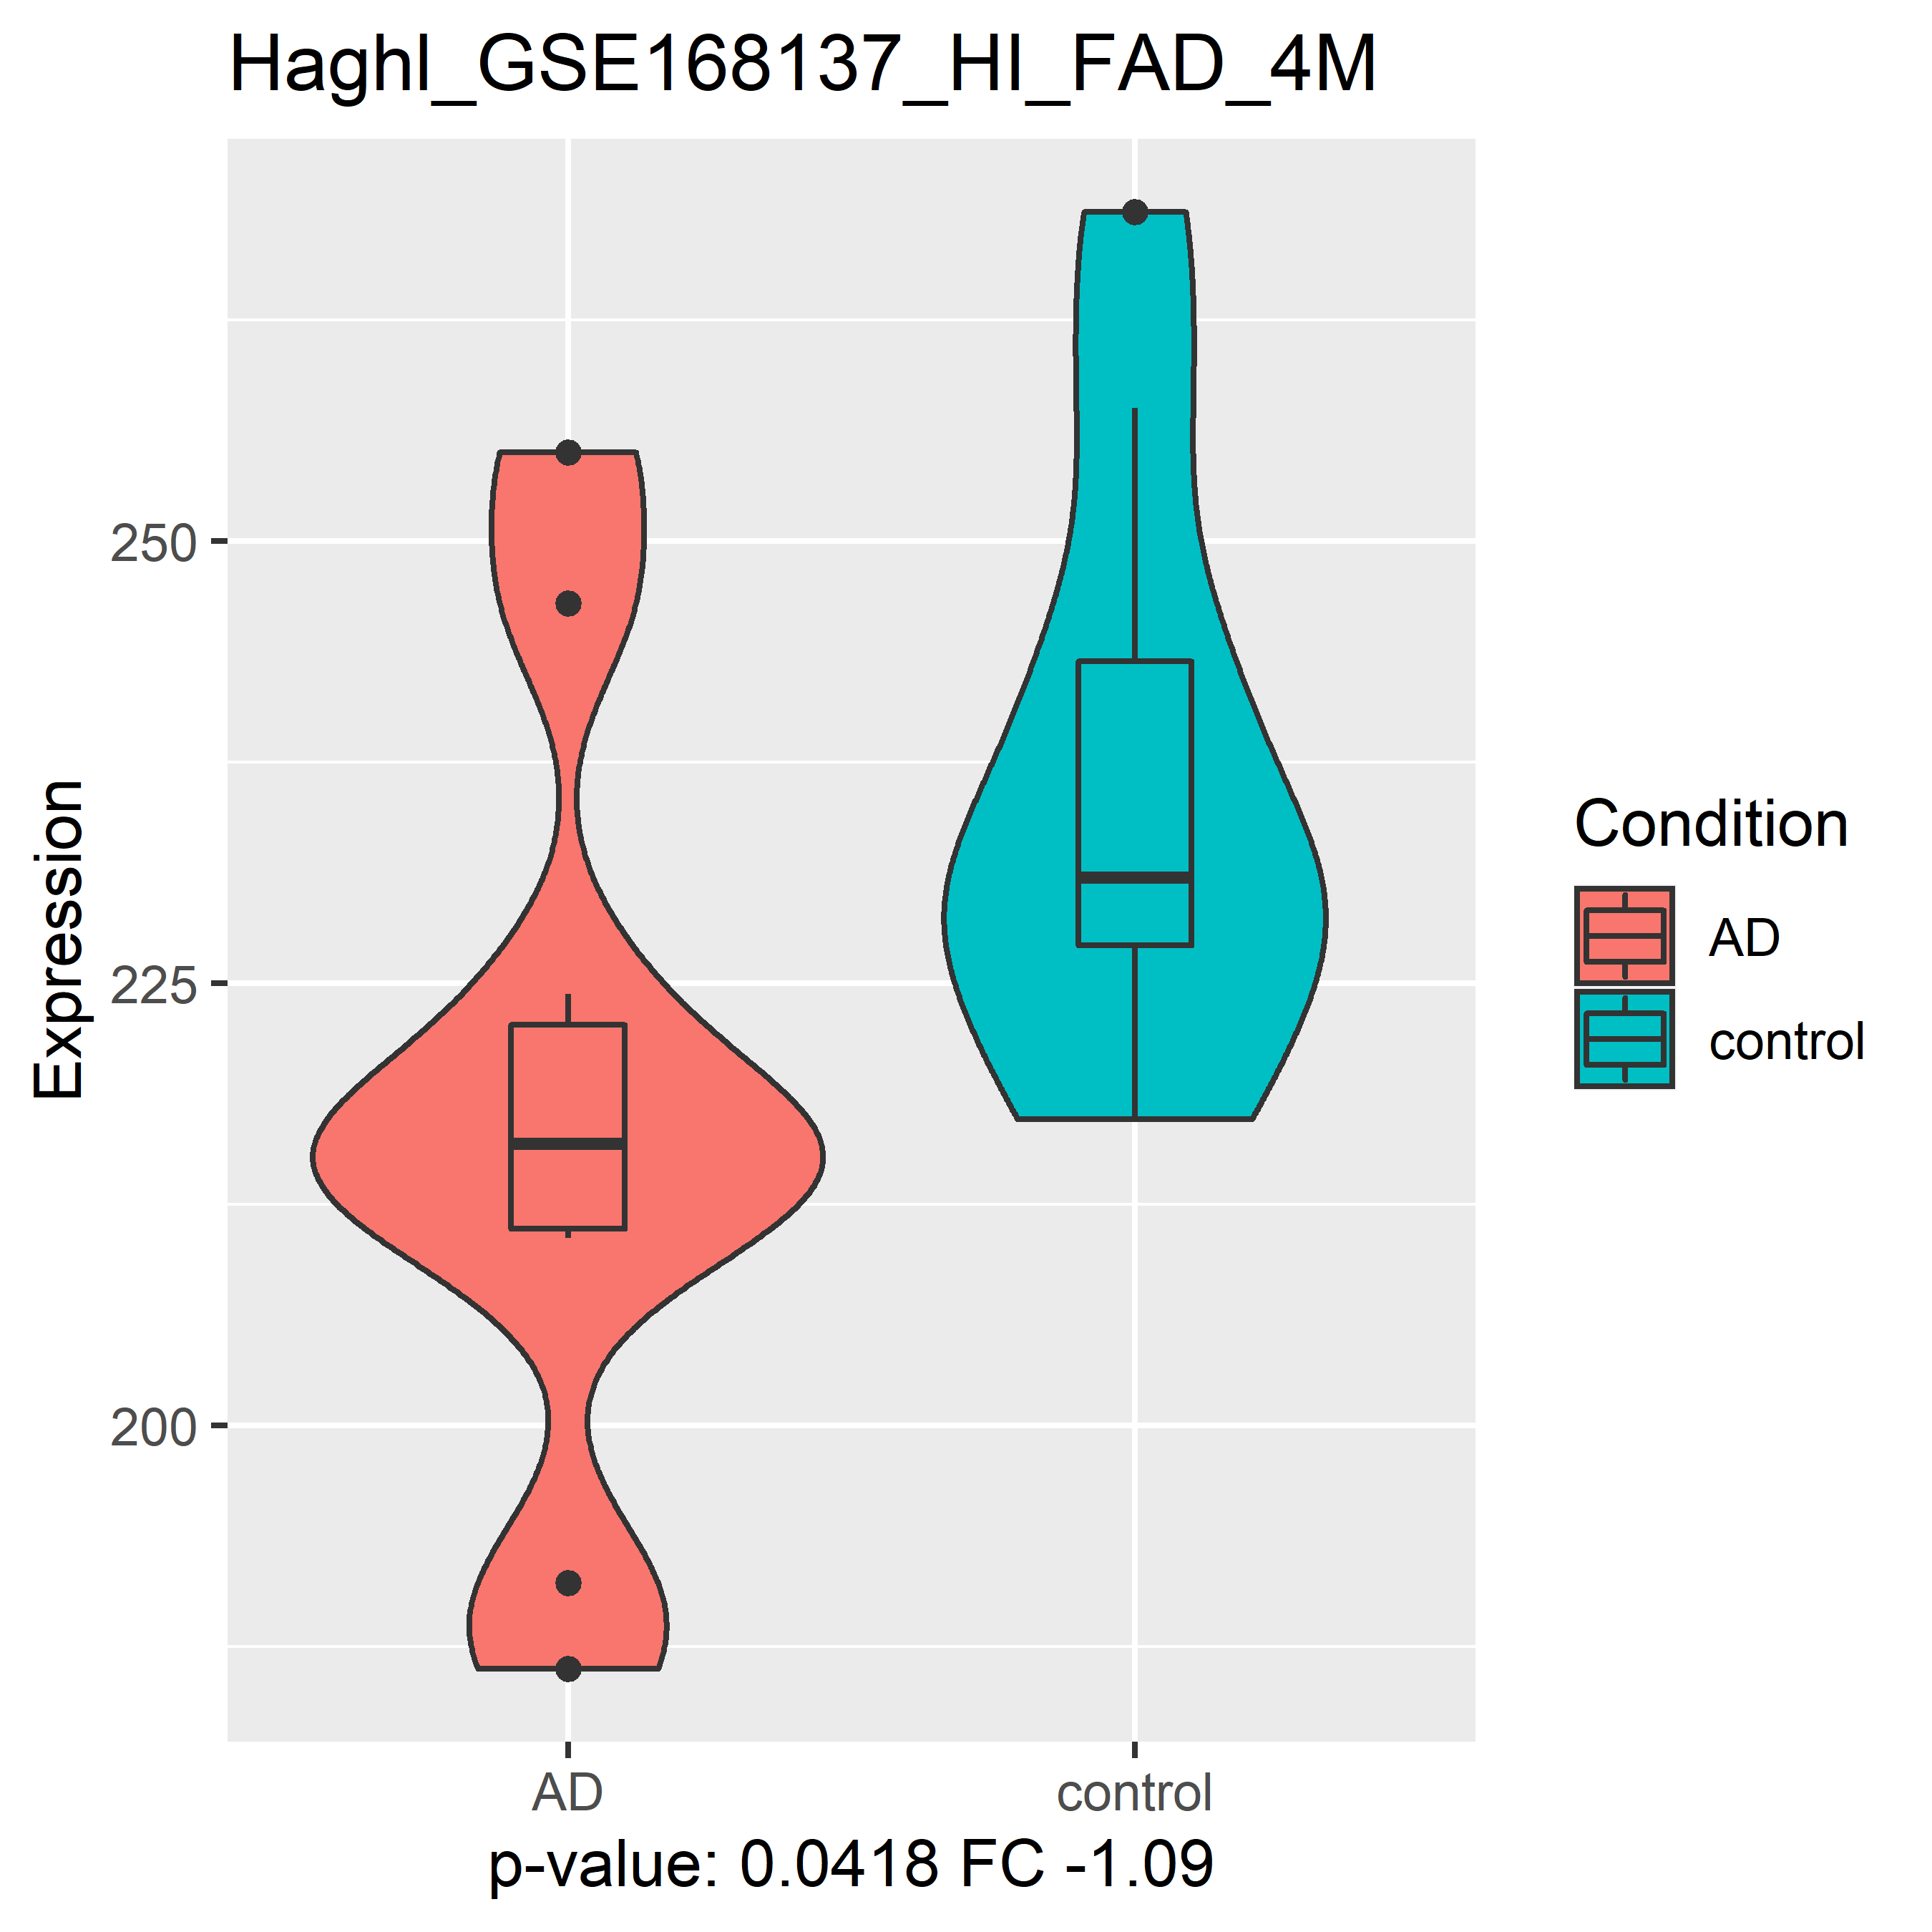 Haghl_GSE168137_HI_FAD_4M
Expression
250
225
200
AD
control
p-value: 0.0418 FC -1.09
Condition
AD
control